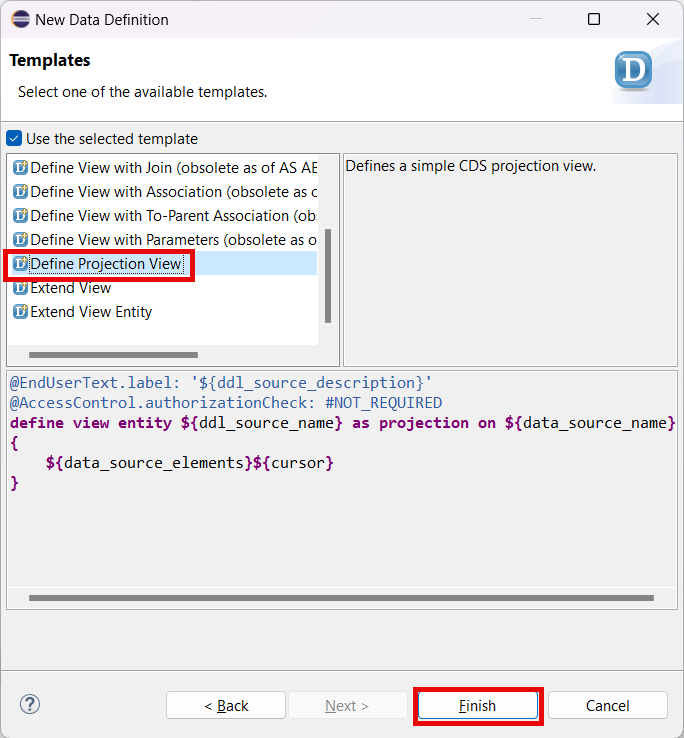 New Data Definition
Templates
Select one of the available templates.
D
Use the selected template
Define View with Join (obsolete as of AS AB
Define View with Association (obsolete as o
Define View with To-Parent Association (ob
Define View with Parameters (obsolete as o
Define Projection View
Extend View
Extend View Entity
Defines a simple CDS projection view.
@EndUserText.label: '${ddl_source_description}'
@AccessControl.authorizationCheck: #NOT_REQUIRED
define view entity ${ddl_source_name} as projection on ${data_source_name}
{
    ${data_source_elements}${cursor}
}
?
< Back
Next >
Finish
Cancel